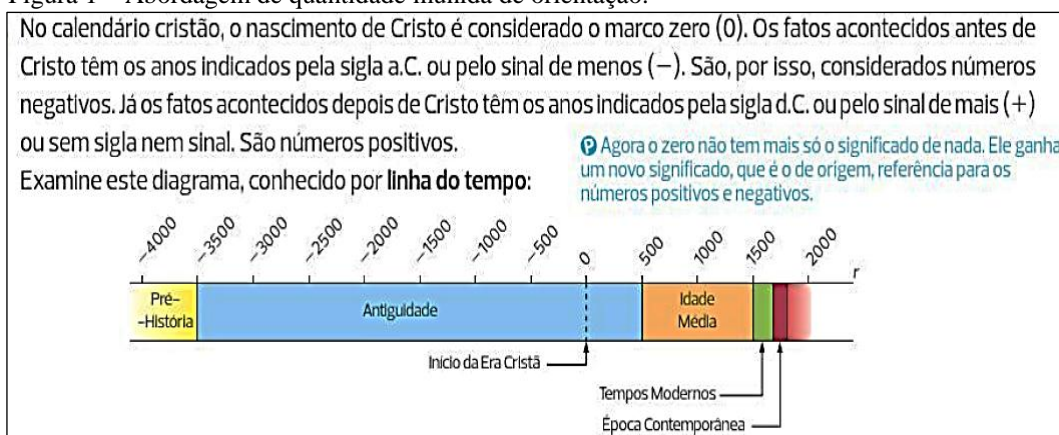 Figura 1 – Abordagem de quantidade munida de orientação.
No calendário cristão, o nascimento de Cristo é considerado o marco zero (0). Os fatos acontecidos antes de
Cristo têm os anos indicados pela sigla a.C. ou pelo sinal de menos (−). São, por isso, considerados números
negativos. Já os fatos acontecidos depois de Cristo têm os anos indicados pela sigla d.C. ou pelo sinal de mais (+)
ou sem sigla nem sinal. São números positivos.
P Agora o zero não tem mais só o significado de nada. Ele ganha
um novo significado, que é o de origem, referência para os
números positivos e negativos.
Examine este diagrama, conhecido por linha do tempo:
−4000 −3500 −3000 −2500 −2000 −1500 −1000 −500 0 500 1000 1500 2000
r
Pré-
-História
Antiguidade
Idade
Média
Início da Era Cristã
Tempos Modernos
Época Contemporânea